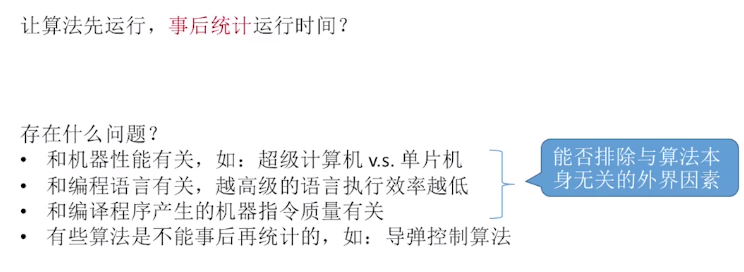 让算法先运行，事后统计运行时间？
存在什么问题？
• 和机器性能有关，如：超级计算机 v.s. 单片机
• 和编程语言有关，越高级的语言执行效率越低
• 和编译程序产生的机器指令质量有关
• 有些算法是不能事后再统计的，如：导弹控制算法
能否排除与算法本
身无关的外界因素